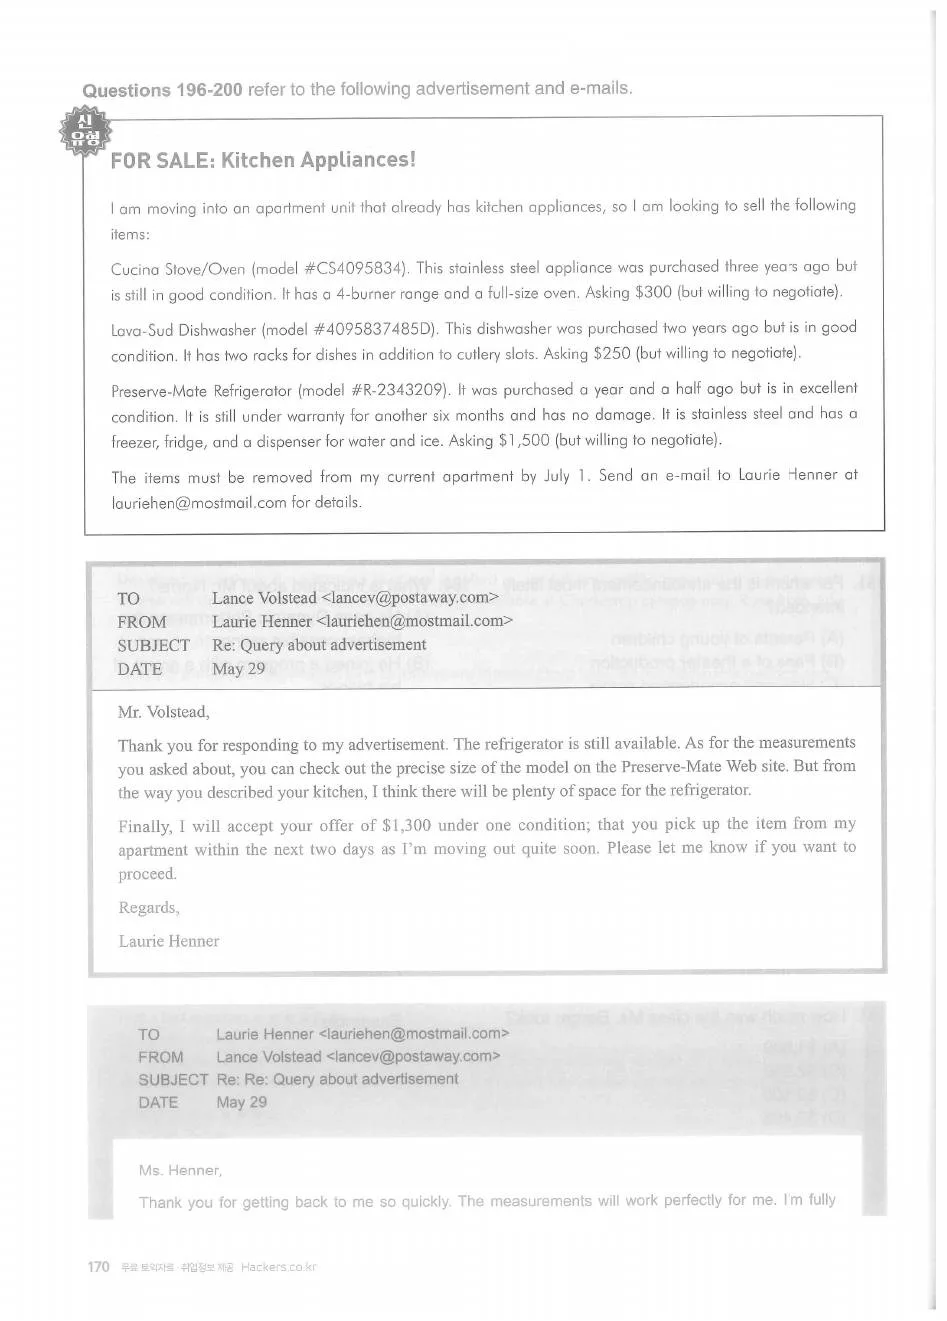 Questions 196-200 refer to the following advertisement and e-mails.
신
유형
FOR SALE: Kitchen Appliances!
I am moving into an apartment unit that already has kitchen appliances, so I am looking to sell the following
items:
Cucina Stove/Oven (model #CS4095834). This stainless steel appliance was purchased three years ago but
is still in good condition. It has a 4-burner range and a full-size oven. Asking $300 (but willing to negotiate).
Lava-Sud Dishwasher (model #4095837485D). This dishwasher was purchased two years ago but is in good
condition. It has two racks for dishes in addition to cutlery slots. Asking $250 (but willing to negotiate).
Preserve-Mate Refrigerator (model #R-2343209). It was purchased a year and a half ago but is in excellent
condition. It is still under warranty for another six months and has no damage. It is stainless steel and has a
freezer, fridge, and a dispenser for water and ice. Asking $1,500 (but willing to negotiate).
The items must be removed from my current apartment by July 1. Send an e-mail to Laurie Henner at
lauriehen@mostmail.com for details.
TO Lance Volstead <lancev@postaway.com>
FROM Laurie Henner <lauriehen@mostmail.com>
SUBJECT Re: Query about advertisement
DATE May 29
Mr. Volstead,
Thank you for responding to my advertisement. The refrigerator is still available. As for the measurements
you asked about, you can check out the precise size of the model on the Preserve-Mate Web site. But from
the way you described your kitchen, I think there will be plenty of space for the refrigerator.
Finally, I will accept your offer of $1,300 under one condition; that you pick up the item from my
apartment within the next two days as I'm moving out quite soon. Please let me know if you want to
proceed.
Regards,
Laurie Henner
TO Laurie Henner <lauriehen@mostmail.com>
FROM Lance Volstead <lancev@postaway.com>
SUBJECT Re: Re: Query about advertisement
DATE May 29
Ms. Henner,
Thank you for getting back to me so quickly. The measurements will work perfectly for me. I'm fully
170 무료 토익자료·취업정보 제공 Hackers.co.kr